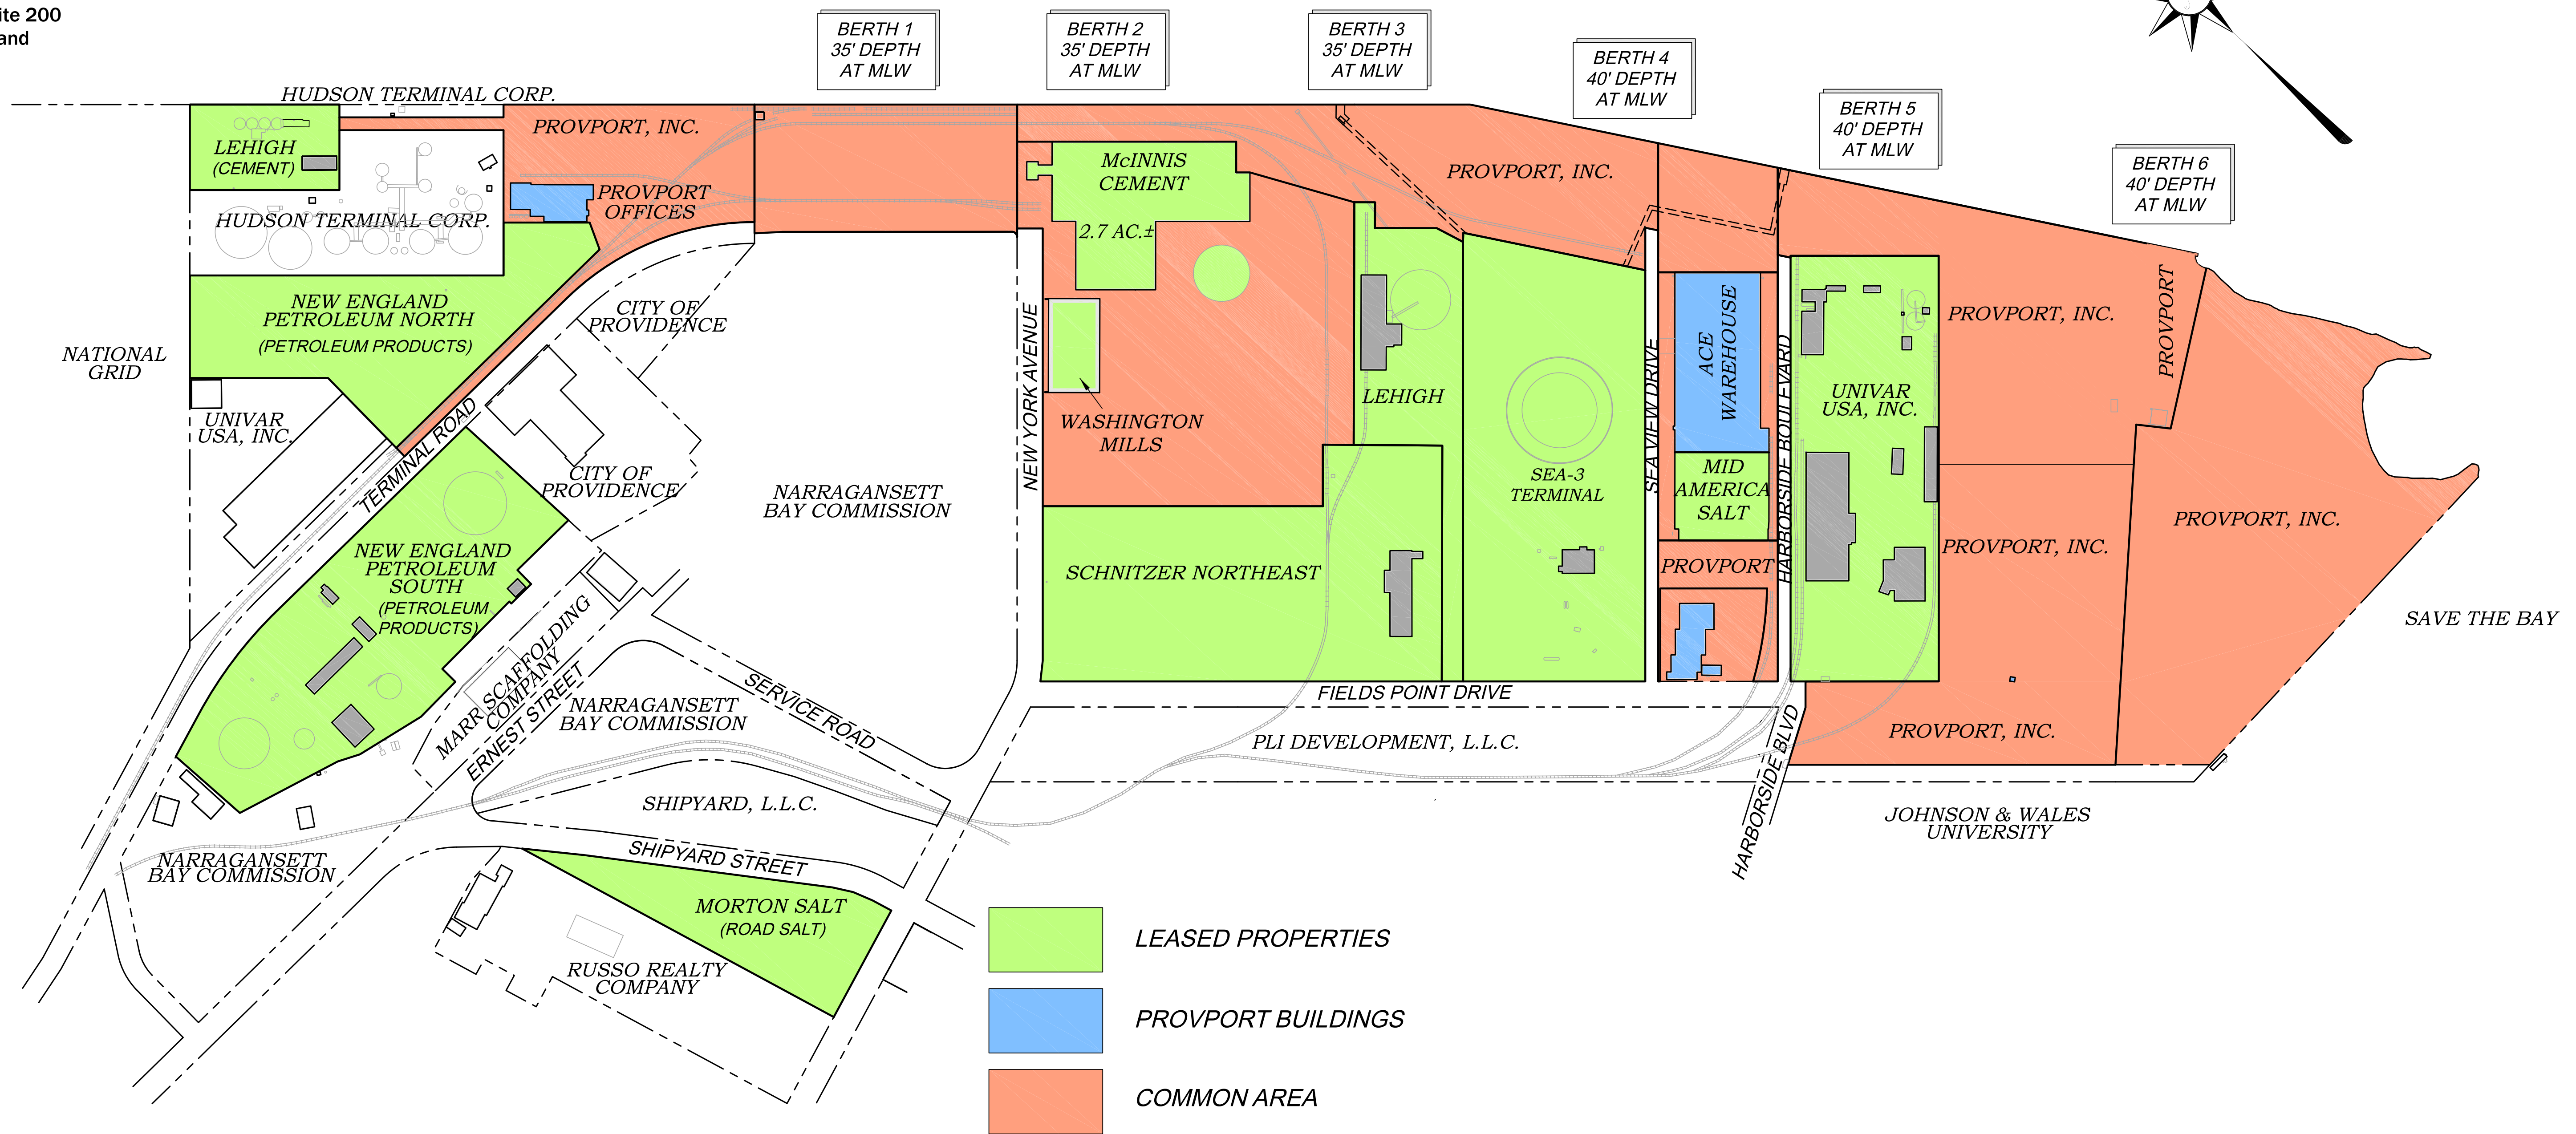 ite 200
and
BERTH 1
35' DEPTH
AT MLW
BERTH 2
35' DEPTH
AT MLW
BERTH 3
35' DEPTH
AT MLW
BERTH 4
40' DEPTH
AT MLW
BERTH 5
40' DEPTH
AT MLW
BERTH 6
40' DEPTH
AT MLW
HUDSON TERMINAL CORP.
LEHIGH
(CEMENT)
HUDSON TERMINAL CORP.
PROVPORT, INC.
PROVPORT
OFFICES
NEW ENGLAND
PETROLEUM NORTH
(PETROLEUM PRODUCTS)
NATIONAL
GRID
UNIVAR
USA, INC.
CITY OF
PROVIDENCE
TERMINAL ROAD
CITY OF
PROVIDENCE
NARRAGANSETT
BAY COMMISSION
NEW YORK AVENUE
McINNIS
CEMENT
2.7 AC.±
WASHINGTON
MILLS
LEHIGH
PROVPORT, INC.
SEA-3
TERMINAL
SCHNITZER NORTHEAST
SEA VIEW DRIVE
ACE
WAREHOUSE
MID
AMERICA
SALT
PROVPORT
HARBORSIDE BOULEVARD
UNIVAR
USA, INC.
PROVPORT, INC.
PROVPORT
PROVPORT, INC.
PROVPORT, INC.
PROVPORT, INC.
SAVE THE BAY
NEW ENGLAND
PETROLEUM
SOUTH
(PETROLEUM
PRODUCTS)
MARR SCAFFOLDING
COMPANY
ERNEST STREET
NARRAGANSETT
BAY COMMISSION
SERVICE ROAD
FIELDS POINT DRIVE
PLI DEVELOPMENT, L.L.C.
HARBORSIDE BLVD
JOHNSON & WALES
UNIVERSITY
SHIPYARD, L.L.C.
SHIPYARD STREET
NARRAGANSETT
BAY COMMISSION
MORTON SALT
(ROAD SALT)
RUSSO REALTY
COMPANY
LEASED PROPERTIES
PROVPORT BUILDINGS
COMMON AREA